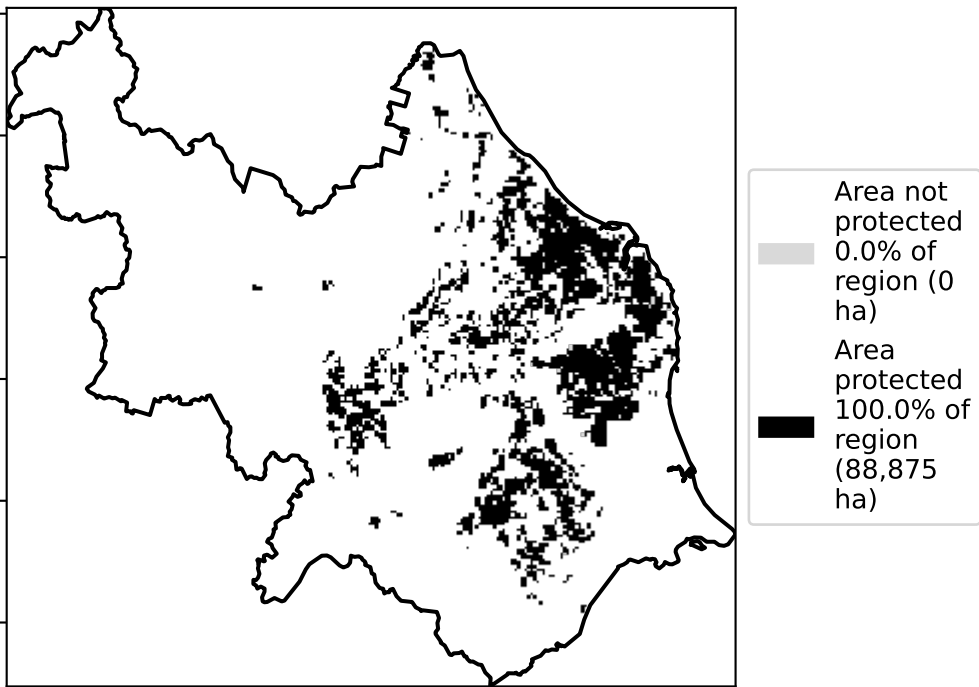 Area not
protected
0.0% of
region (0
ha)
Area
protected
100.0% of
region
(88,875
ha)